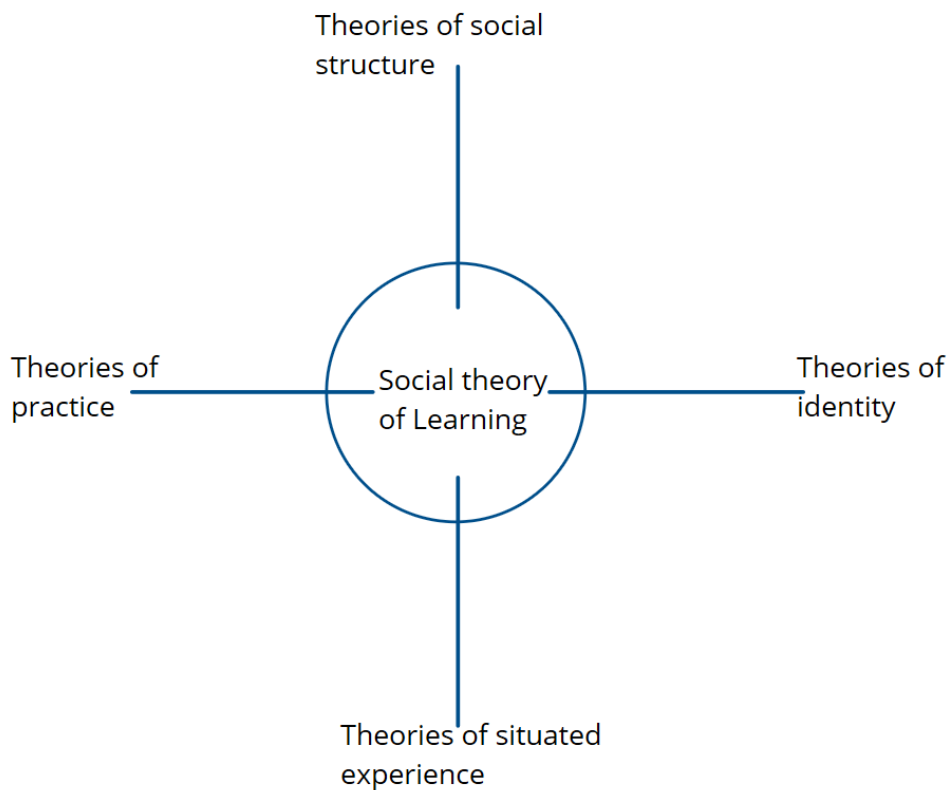 Theories of social
structure
Theories of
practice
Social theory
of Learning
Theories of
identity
Theories of situated
experience